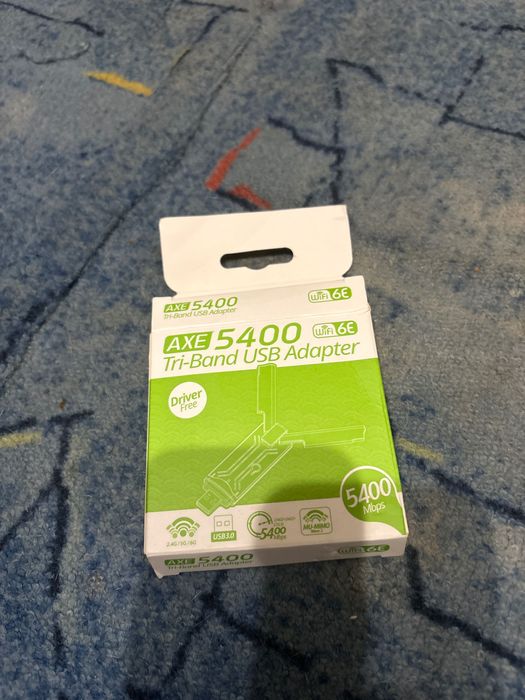 AXE 5400 WiFi 6E
Tri-Band USB Adapter
AXE 5400 WiFi 6E
Tri-Band USB Adapter
Driver
Free
5400
Mbps
2.4G/5G/6G
USB3.0
5400
Mbps
MU-MIMO
AXE 5400 WiFi 6E
Tri-Band USB Adapter